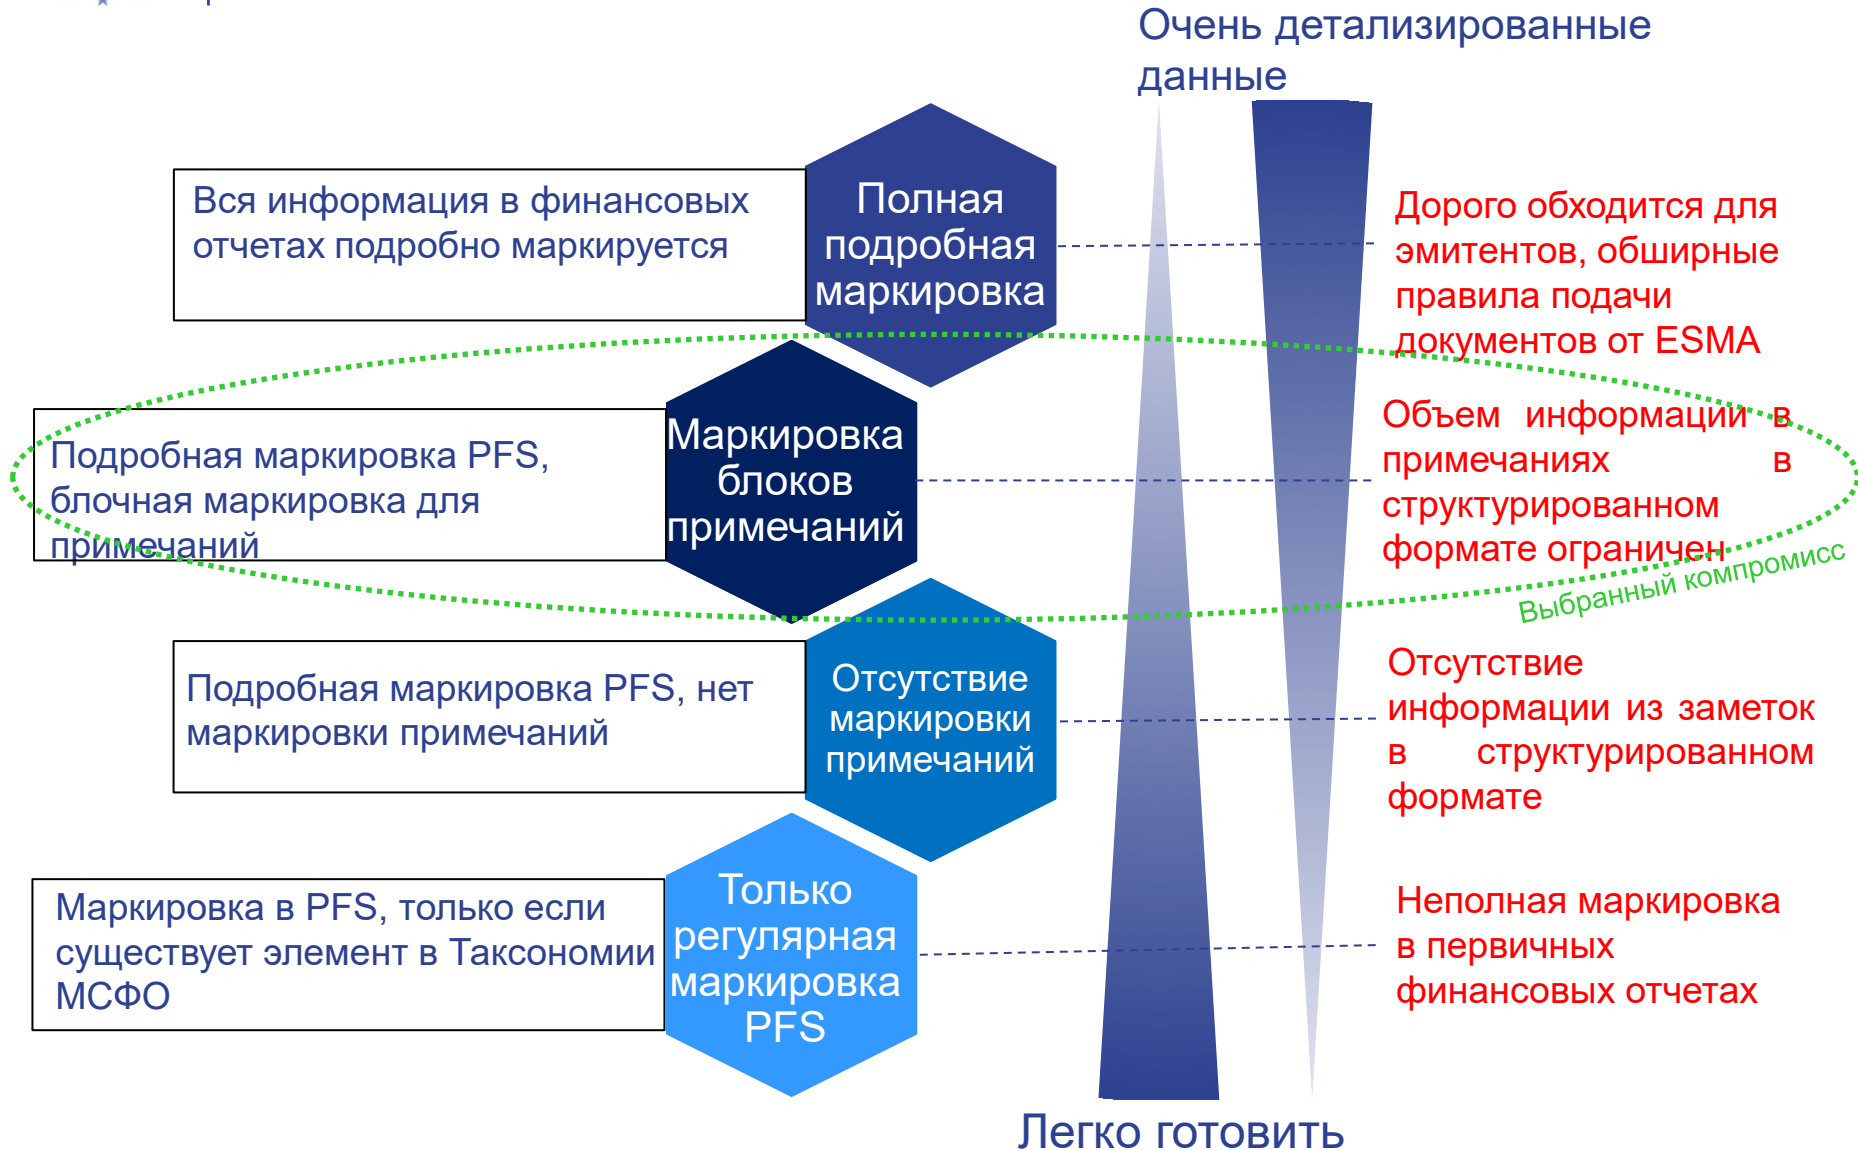 Очень детализированные
данные
Вся информация в финансовых
отчетах подробно маркируется
Полная
подробная
маркировка
Дорого обходится для
эмитентов, обширные
правила подачи
документов от ESMA
Подробная маркировка PFS,
блочная маркировка для
примечаний
Маркировка
блоков
примечаний
Объем информации в
примечаниях в
структурированном
формате ограничен
Выбранный компромисс
Подробная маркировка PFS, нет
маркировки примечаний
Отсутствие
маркировки
примечаний
Отсутствие
информации из заметок
в структурированном
формате
Маркировка в PFS, только если
существует элемент в Таксономии
МСФО
Только
регулярная
маркировка
PFS
Неполная маркировка
в первичных
финансовых отчетах
Легко готовить